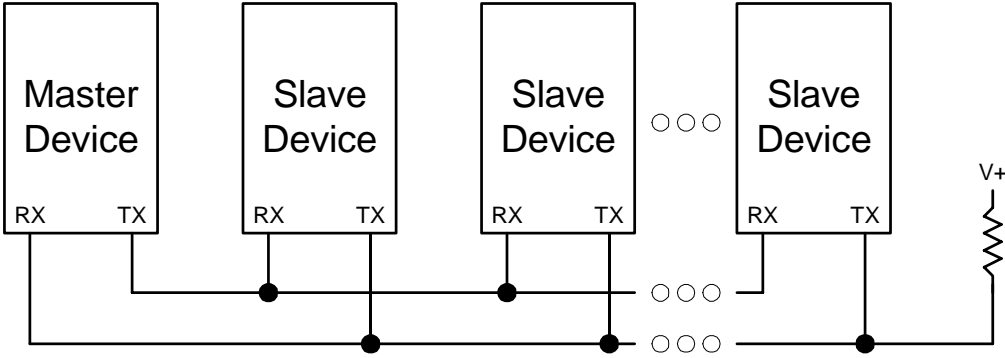 Master
Device
Slave
Device
Slave
Device
Slave
Device
V+
RX TX
RX TX
RX TX
RX TX